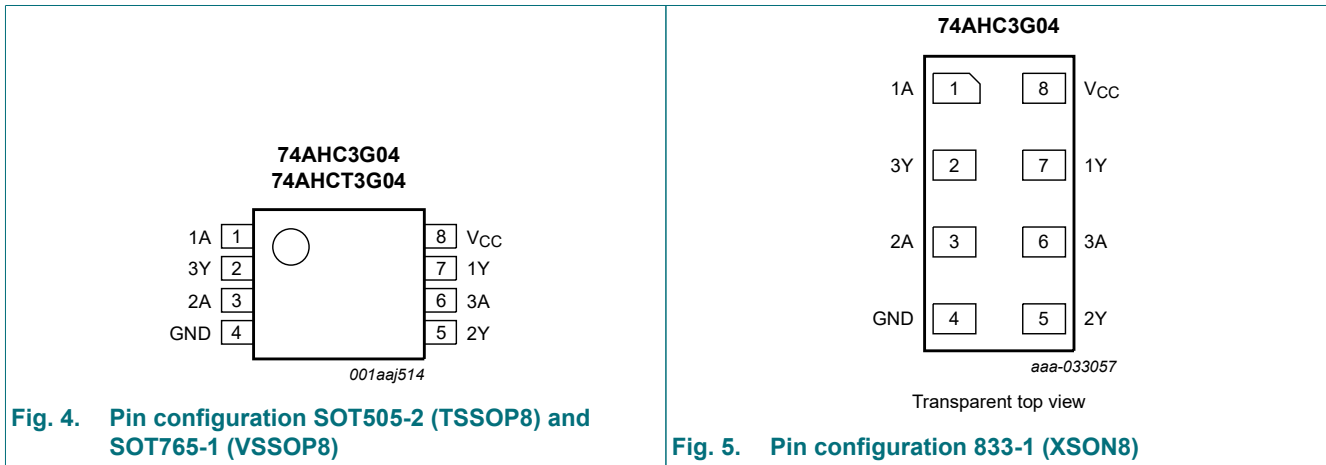 74AHC3G04
74AHCT3G04
1A 1 8 VCC
3Y 2 7 1Y
2A 3 6 3A
GND 4 5 2Y
001aaj514
Fig. 4. Pin configuration SOT505-2 (TSSOP8) and
SOT765-1 (VSSOP8)
74AHC3G04
1A 1 8 VCC
3Y 2 7 1Y
2A 3 6 3A
GND 4 5 2Y
aaa-033057
Transparent top view
Fig. 5. Pin configuration 833-1 (XSON8)